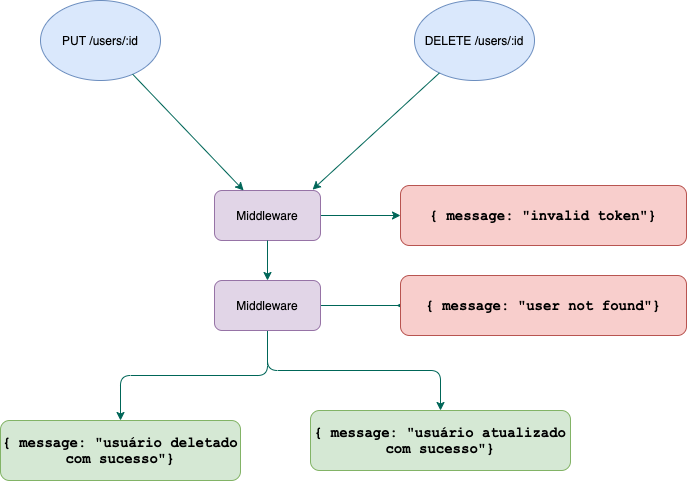 PUT /users/:id
DELETE /users/:id
Middleware
{ message: "invalid token"}
Middleware
{ message: "user not found"}
{ message: "usuário deletado
com sucesso"}
{ message: "usuário atualizado
com sucesso"}